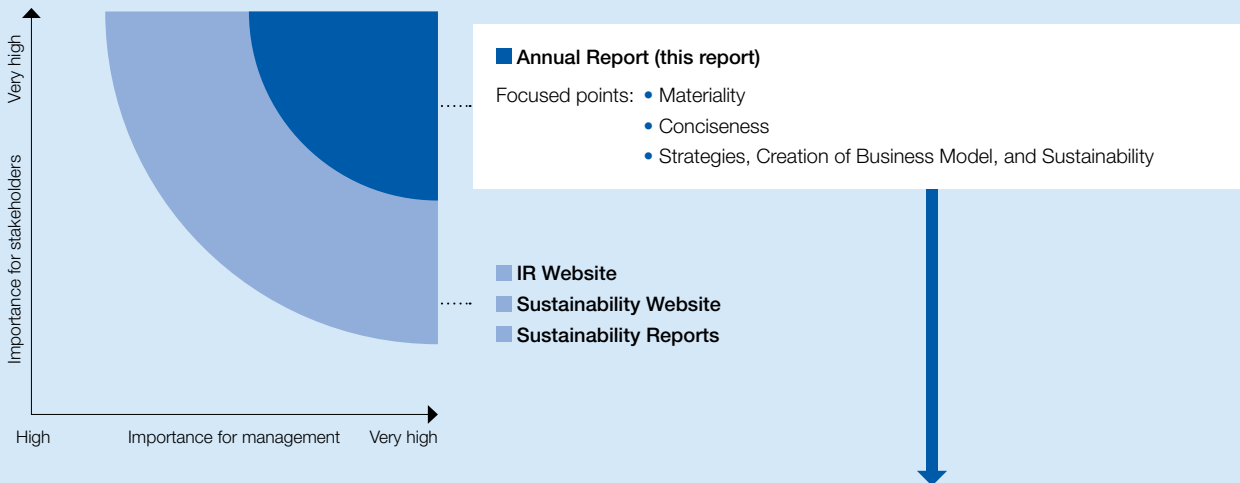 Very high
Importance for stakeholders
High
Importance for management
Very high
Annual Report (this report)
Focused points: • Materiality
• Conciseness
• Strategies, Creation of Business Model, and Sustainability
IR Website
Sustainability Website
Sustainability Reports